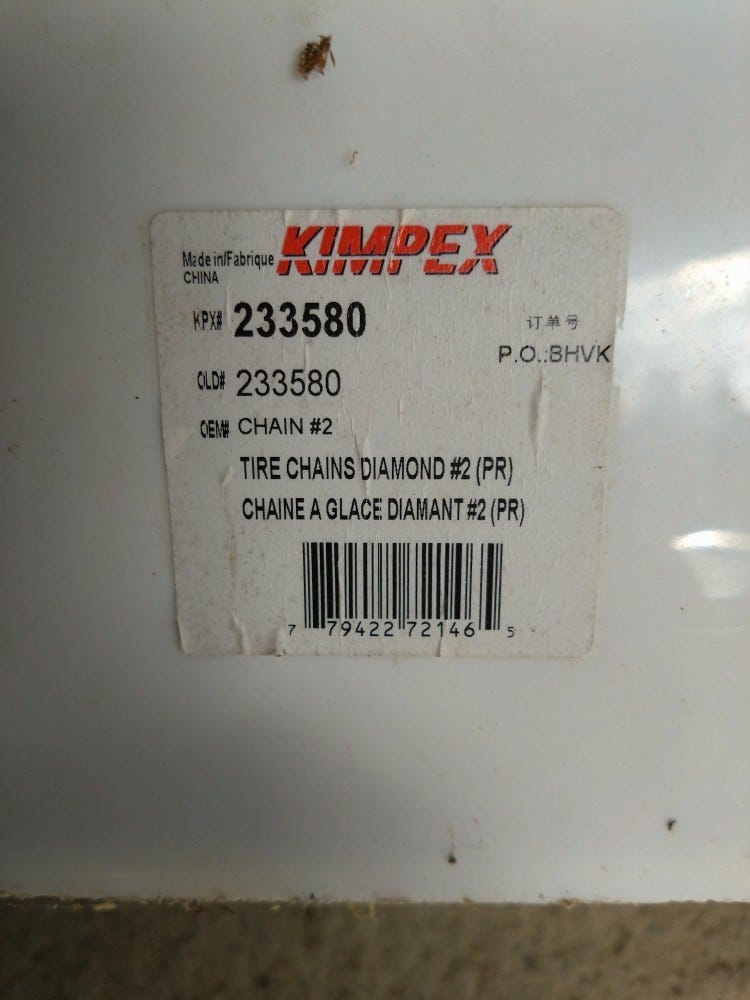 Made in/Fabrique
CHINA
KIMPEX
KPX# 233580
订单号
P.O.:BHVK
OLD# 233580
OEM# CHAIN #2
TIRE CHAINS DIAMOND #2 (PR)
CHAINE A GLACE DIAMANT #2 (PR)
7 79422 72146 5